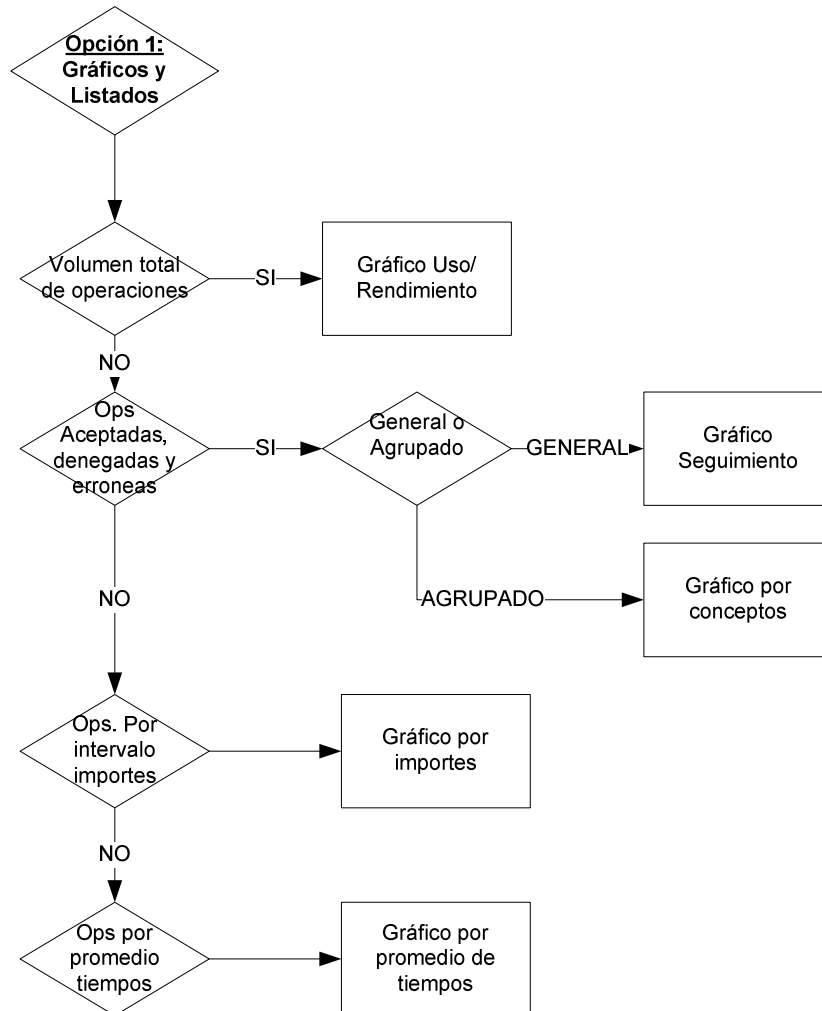 Opción 1:
Gráficos y
Listados
Volumen total
de operaciones
SI
Gráfico Uso/
Rendimiento
NO
Ops
Aceptadas,
denegadas y
erroneas
SI
General o
Agrupado
GENERAL
Gráfico
Seguimiento
AGRUPADO
Gráfico por
conceptos
NO
Ops. Por
intervalo
importes
Gráfico por
importes
NO
Ops por
promedio
tiempos
Gráfico por
promedio de
tiempos